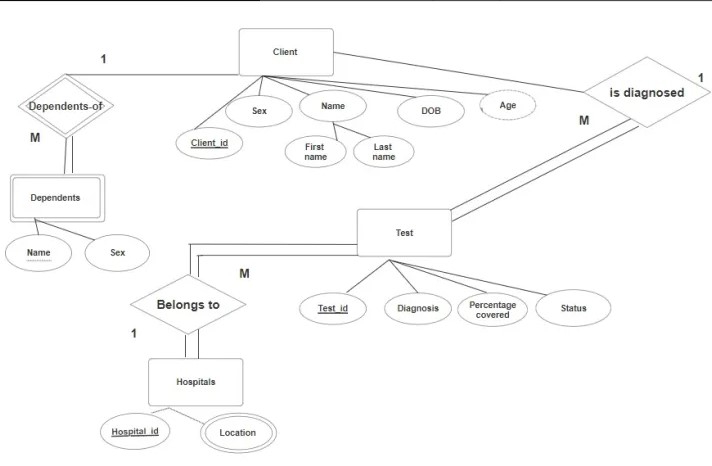 Client
1
1
Dependents-of
is diagnosed
Sex
Name
DOB
Age
M
M
Client_id
First
name
Last
name
Dependents
Test
Name
Sex
M
Belongs to
Test_id
Diagnosis
Percentage
covered
Status
1
Hospitals
Hospital_id
Location